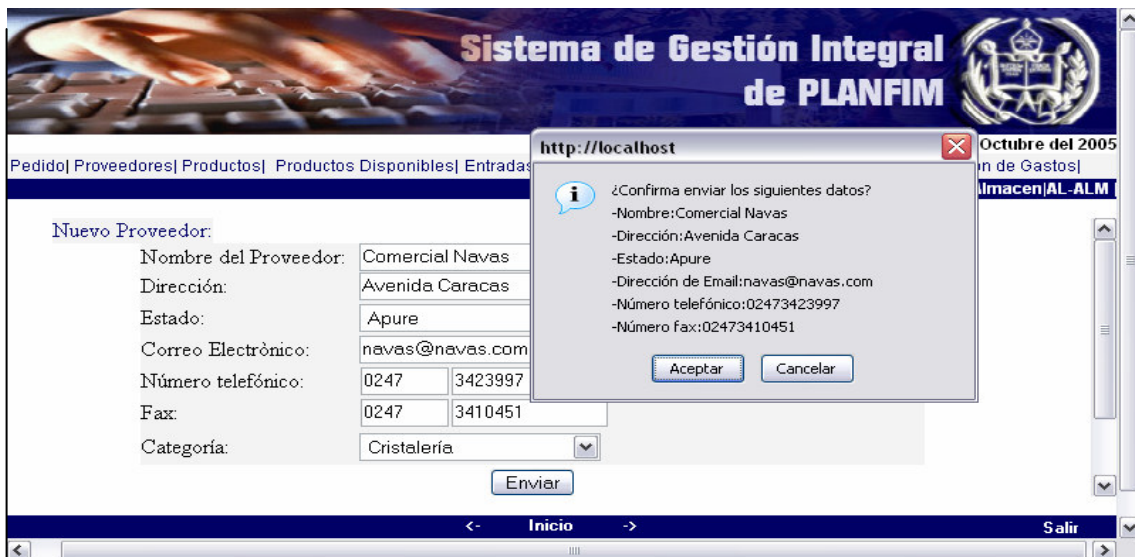 Sistema de Gestión Integral
de PLANFIM
Octubre del 2005
Pedido| Proveedores| Productos| Productos Disponibles| Entradas
de Gastos|
|AL-ALM |
http://localhost
¿Confirma enviar los siguientes datos?
-Nombre:Comercial Navas
-Dirección:Avenida Caracas
-Estado:Apure
-Dirección de Email:navas@navas.com
-Número telefónico:02473423997
-Número fax:02473410451
Aceptar Cancelar
Nuevo Proveedor:
Nombre del Proveedor: Comercial Navas
Dirección: Avenida Caracas
Estado: Apure
Correo Electrònico: navas@navas.com
Número telefónico: 0247 3423997
Fax: 0247 3410451
Categoría: Cristalería
Enviar
<- Inicio -> Salir